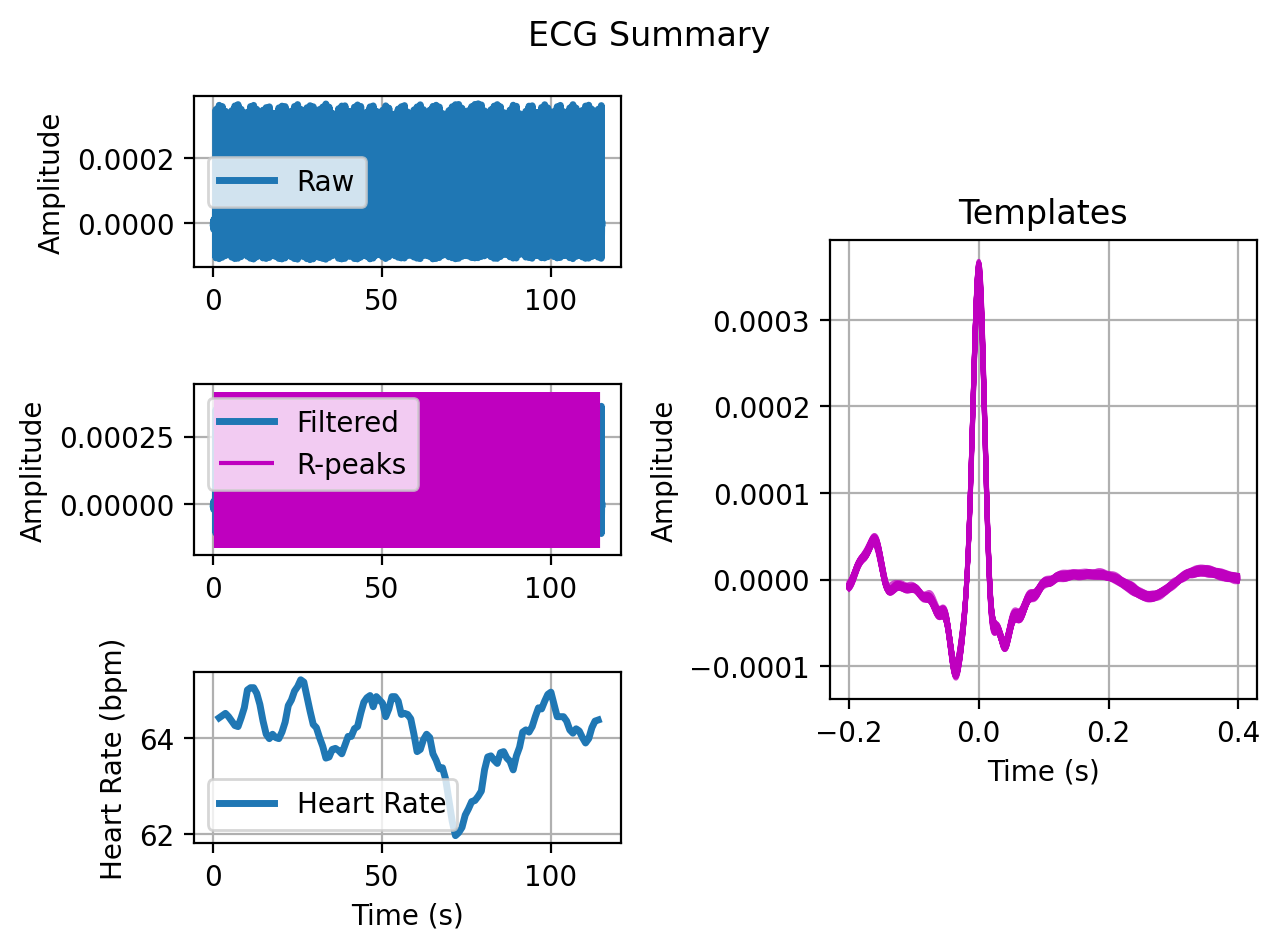 ECG Summary
Amplitude
0.0002
0.0000
Raw
0 50 100
Amplitude
0.00025
0.00000
Filtered
R-peaks
0 50 100
Heart Rate (bpm)
64
62
Heart Rate
0 50 100
Time (s)
Templates
Amplitude
0.0003
0.0002
0.0001
0.0000
−0.0001
−0.2 0.0 0.2 0.4
Time (s)